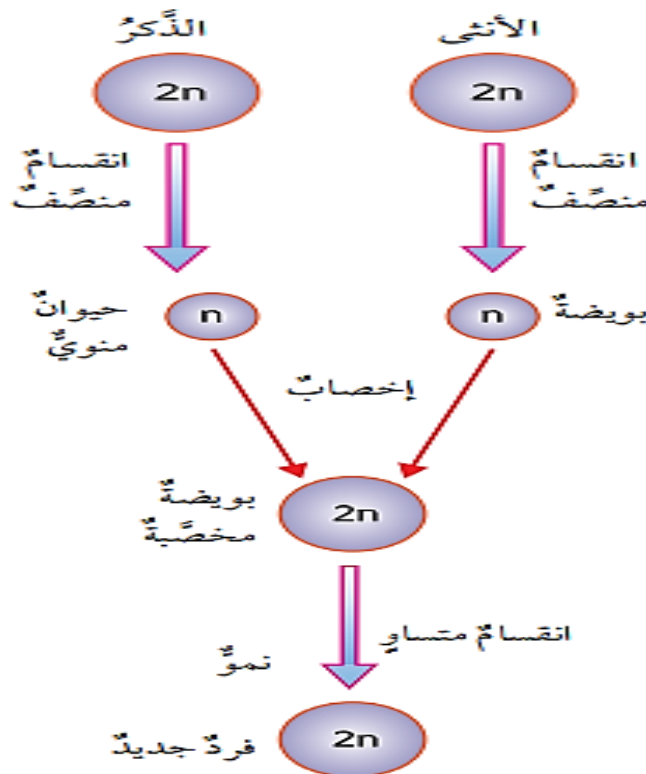 الأنثى
الذَّكرُ
2n
2n
انقسامٌ
منصِّفٌ
انقسامٌ
منصِّفٌ
بويضةٌ
n
n
حيوانٌ
منويٌّ
إخصابٌ
2n
بويضةٌ
مخصَّبةٌ
انقسامٌ متساوٍ
نموٌّ
2n
فردٌ جديدٌ